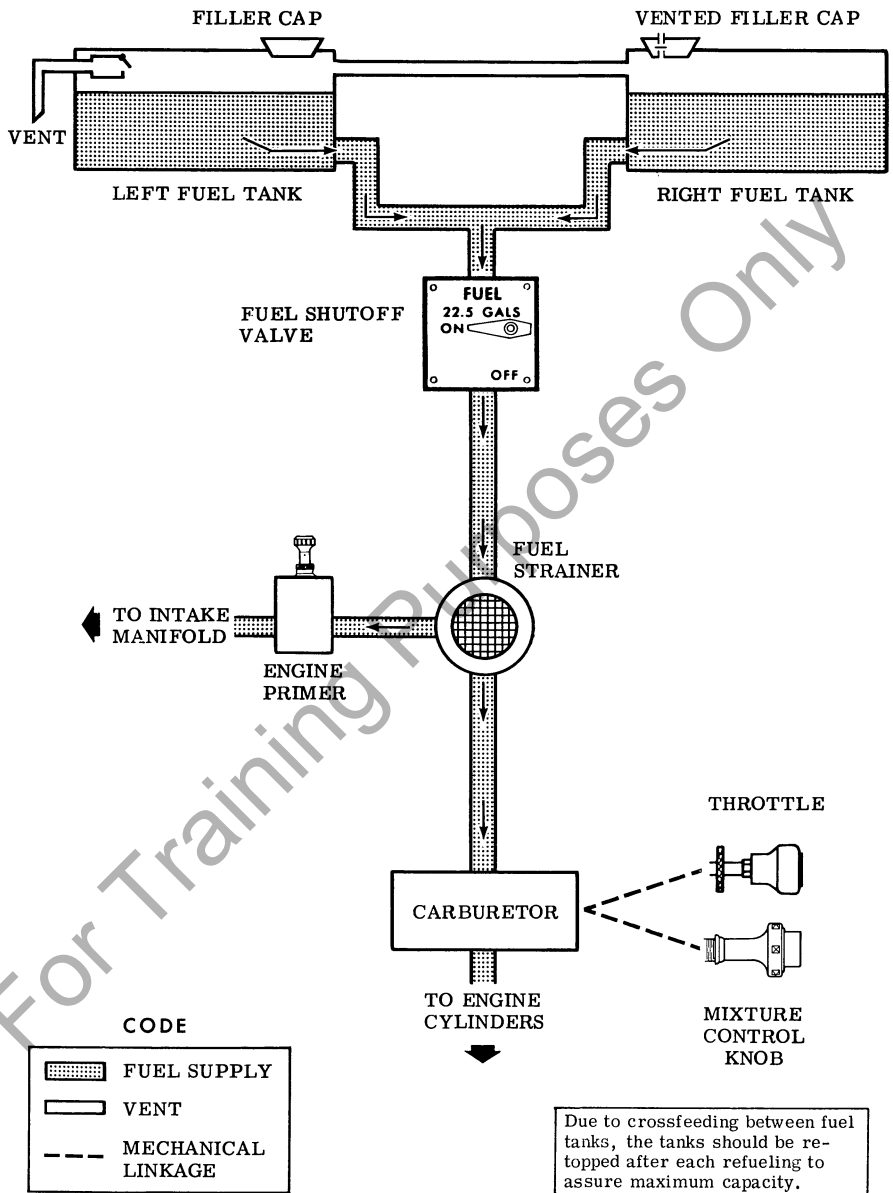 FILLER CAP
VENTED FILLER CAP
VENT
LEFT FUEL TANK
RIGHT FUEL TANK
FUEL SHUTOFF
VALVE
FUEL
22.5 GALS
ON
OFF
FUEL
STRAINER
TO INTAKE
MANIFOLD
ENGINE
PRIMER
THROTTLE
CARBURETOR
TO ENGINE
CYLINDERS
MIXTURE
CONTROL
KNOB
CODE
FUEL SUPPLY
VENT
MECHANICAL
LINKAGE
Due to crossfeeding between fuel
tanks, the tanks should be re-
topped after each refueling to
assure maximum capacity.
For Training Purposes Only